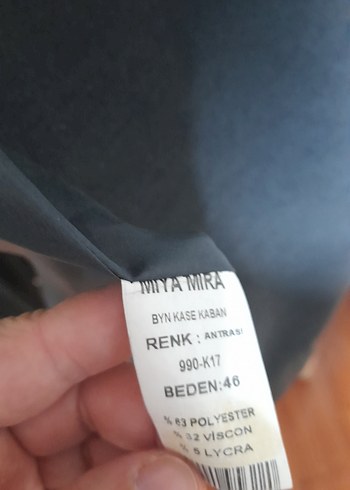 MIYA MIRA
BYN KASE KABAN
RENK : ANTRASİ
990-K17
BEDEN:46
% 63 POLYESTER
% 32 VİSCON
% 5 LYCRA